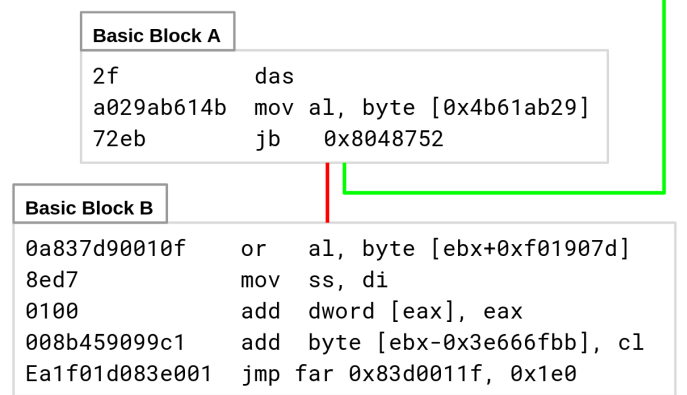 Basic Block A
2f das
a029ab614b mov al, byte [0x4b61ab29]
72eb jb 0x8048752
Basic Block B
0a837d90010f or al, byte [ebx+0xf01907d]
8ed7 mov ss, di
0100 add dword [eax], eax
008b459099c1 add byte [ebx-0x3e666fbb], cl
Ea1f01d083e001 jmp far 0x83d0011f, 0x1e0